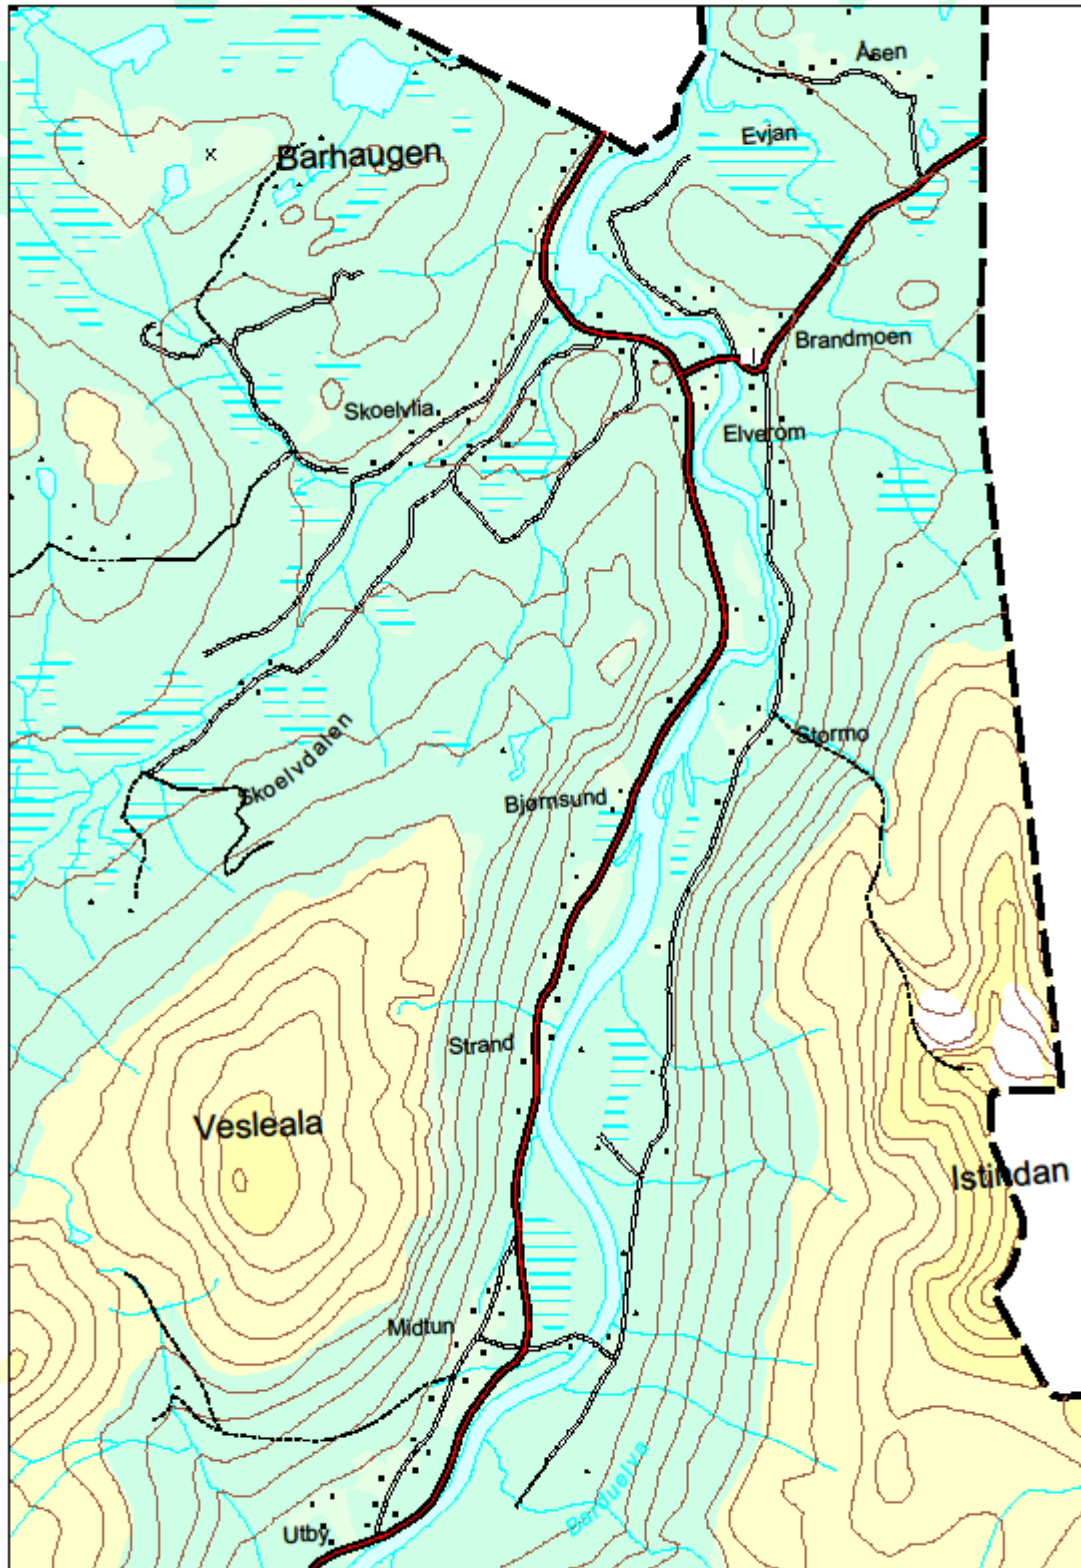 Åsen
Evjan
Barhaugen
Brandmoen
Skoelvlia
Elverom
Stormo
Skoelvdalen
Bjørnsund
Strand
Vesleala
Istindan
Midtun
Barduelva
Utby